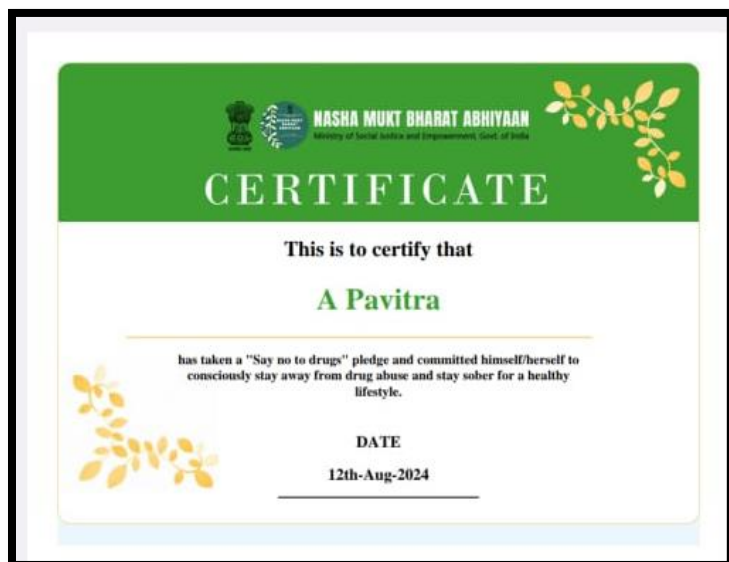 NASHA MUKT BHARAT ABHIYAAN
Ministry of Social Justice and Empowerment, Govt. of India
CERTIFICATE
This is to certify that
A Pavitra
has taken a "Say no to drugs" pledge and committed himself/herself to
consciously stay away from drug abuse and stay sober for a healthy
lifestyle.
DATE
12th-Aug-2024